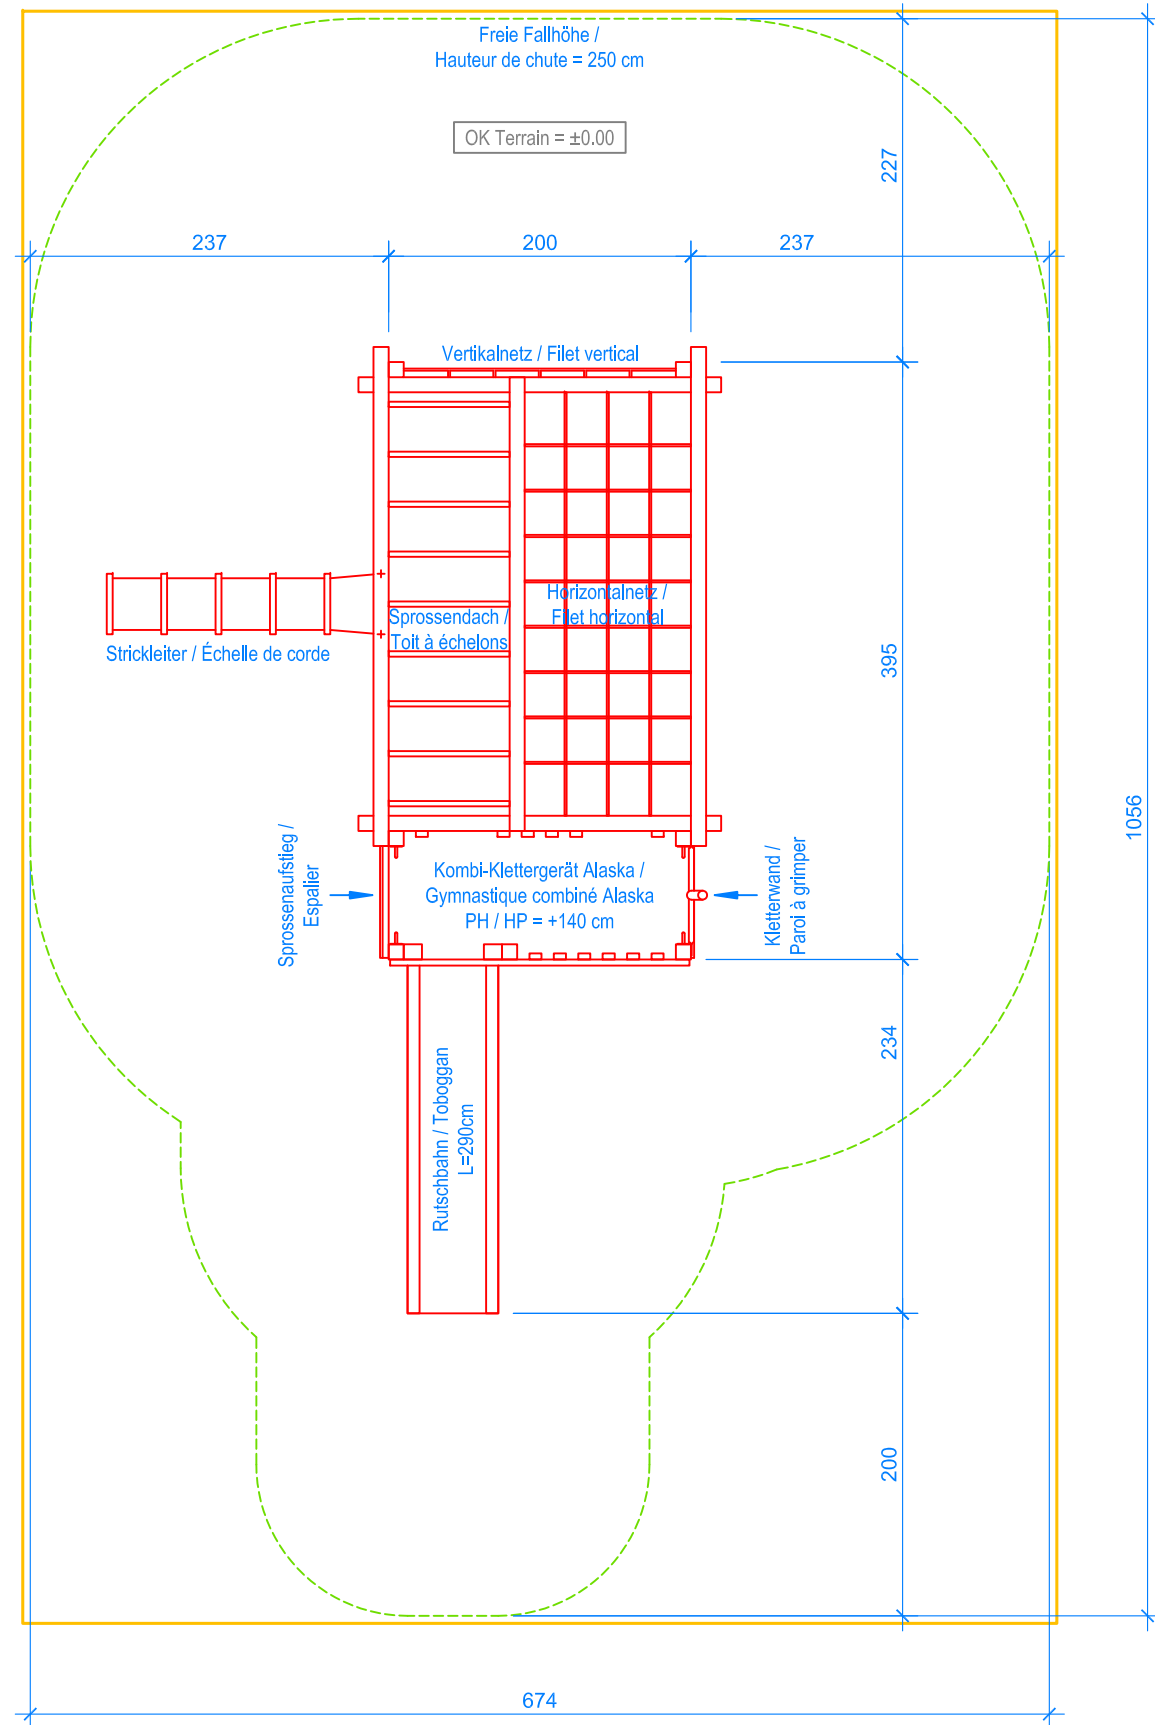 Freie Fallhöhe /
Hauteur de chute = 250 cm
OK Terrain = ±0.00
227
237
200
237
Vertikalnetz / Filet vertical
Horizontalnetz /
Filet horizontal
Sprossendach /
Toit à échelons
Strickleiter / Échelle de corde
395
1056
Sprossenaufstieg /
Espalier
Kombi-Klettergerät Alaska /
Gymnastique combiné Alaska
PH / HP = +140 cm
Kletterwand /
Paroi à grimper
234
Rutschbahn / Toboggan
L=290cm
200
674